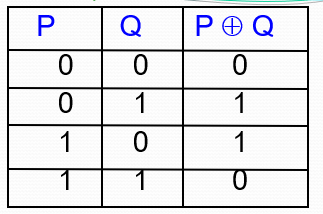 P Q P ⊕ Q
0 0 0
0 1 1
1 0 1
1 1 0